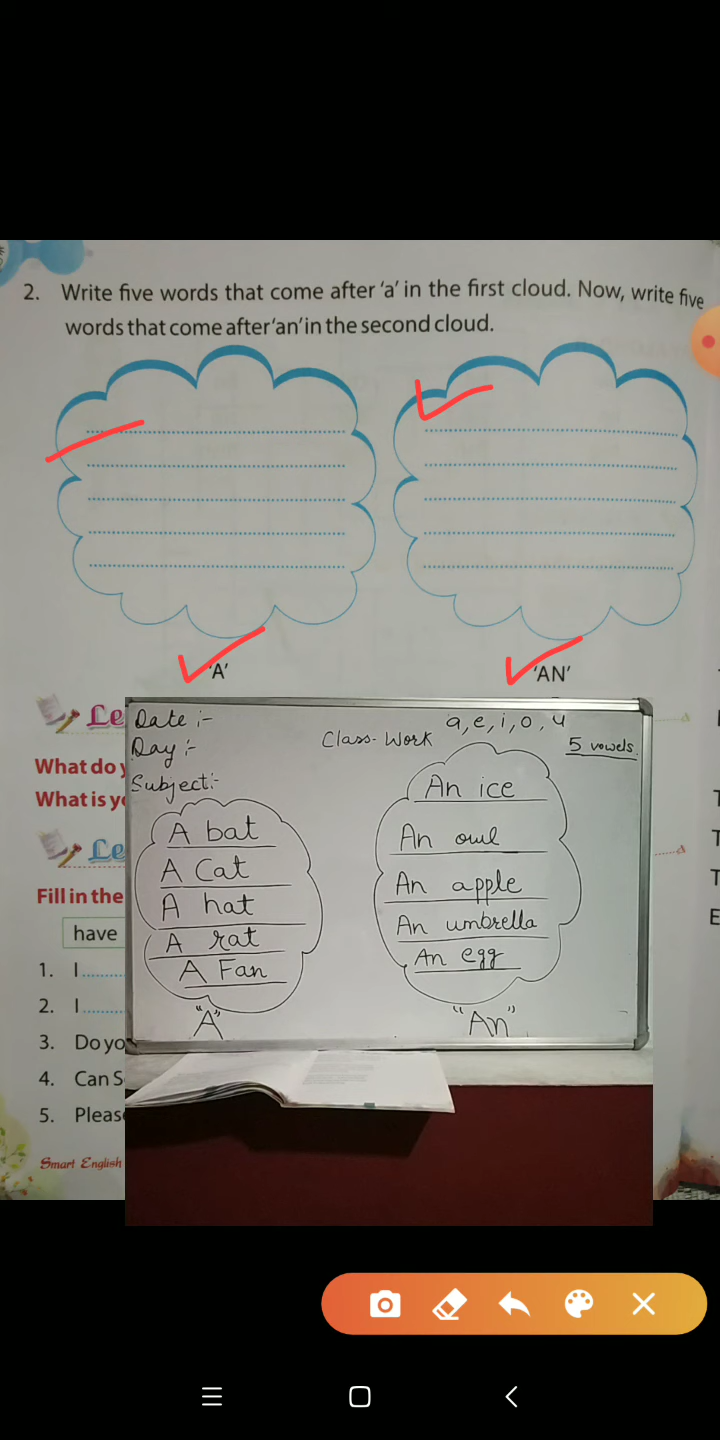 2. Write five words that come after 'a' in the first cloud. Now, write five
words that come after 'an' in the second cloud.
'A'
'AN'
Le
What do y
What is y
Le
Fill in the
have
1. I
2. I
3. Do yo
4. Can S
5. Please
Smart English
Date :-
Day :-
Subject:-
Class-Work
a, e, i, o, u
5 vowels.
A bat
A Cat
A hat
A rat
A Fan
"A"
An ice
An owl
An apple
An umbrella
An egg
"An"
T
T
T
E